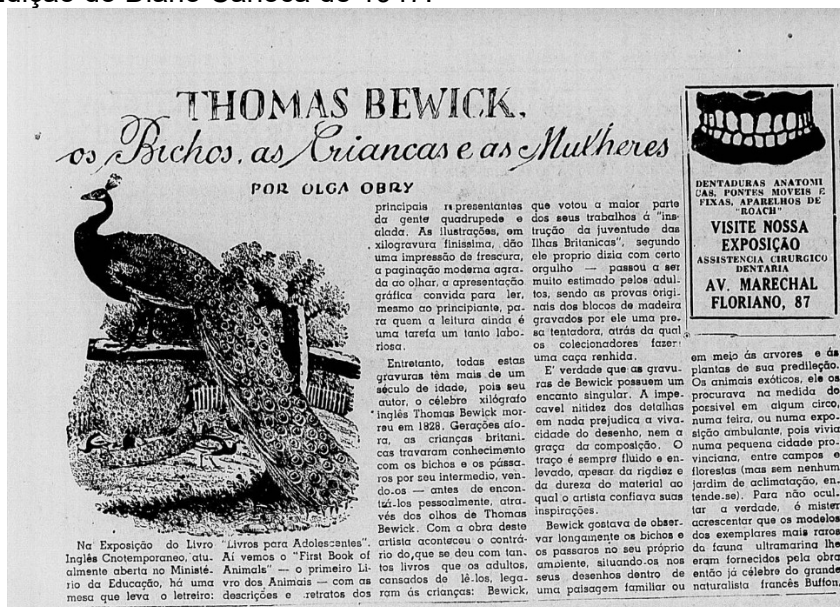 dição do Diário Carioca de
THOMAS BEWICK,
os Bichos, as Criancas e as Mulheres
POR OLGA OBRY
Na Exposição do Livro
Inglês Cnotemporaneo, atu-
almente aberta no Ministé-
rio da Educação, há uma
mesa que leva o letreiro:
"Livros para Adolescentes".
Aí vemos o "First Book of
Animals" — o primeiro Li-
vro dos Animais — com as
descrições e retratos dos
principais representantes
da gente quadrupede e
alada. As ilustrações, em
xilogravura finissima, dão
uma impressão de frescura,
a paginação moderna agra-
da ao olhar, a apresentação
gráfica convida para ler,
mesmo ao principiante, pa-
ra quem a leitura ainda é
uma tarefa um tanto labo-
riosa.
Entretanto, todas estas
gravuras têm mais de um
século de idade, pois seu
autor, o célebre xilógrafo
inglês Thomas Bewick mor-
reu em 1828. Gerações afo-
ra, as crianças britani-
cas travaram conhecimento
com os bichos e os pássa-
ros por seu intermedio, ven-
do-os — antes de encon-
trá-los pessoalmente, atra-
vés dos olhos de Thomas
Bewick. Com a obra deste
artista aconteceu o contrá-
rio do,que se deu com tan-
tos livros que os adultos,
cansados de lê-los, lega-
ram ás crianças: Bewick,
que votou a maior parte
dos seus trabalhos á "ins-
trução da juventude das
Ilhas Britanicas", segundo
ele proprio dizia com certo
orgulho — passou a ser
muito estimado pelos adul-
tos, sendo as provas origi-
nais dos blocos de madeira
gravados por ele uma pre-
sa tentadora, atrás da qual
os colecionadores fazer
uma caça renhida.
E' verdade que as gravu-
ras de Bewick possuem um
encanto singular. A impe-
cavel nitidez dos detalhes
em nada prejudica a viva-
cidade do desenho, nem a
graça da composição. O
traço é sempre fluido e en-
levado, apesar da rigdiez e
da dureza do material ao
qual o artista confiava suas
inspirações.
Bewick gostava de obser-
var longamente os bichos e
os passaros no seu próprio
ambiente, situando.os nos
seus desenhos dentro de
uma paisagem familiar ou
DENTADURAS ANATOMI
CAS, PONTES MOVEIS E
FIXAS, APARELHOS DE
"ROACH"
VISITE NOSSA
EXPOSIÇÃO
ASSISTENCIA CIRURGICO
DENTARIA
AV. MARECHAL
FLORIANO, 87
em meio ás arvores e ás
plantas de sua predileção.
Os animais exóticos, ele os
procurava na medida do
possivel em algum circo,
numa feira, ou numa expo-
sição ambulante, pois vivia
numa pequena cidade pro-
vinciana, entre campos e
florestas (mas sem nenhum
jardim de aclimatação, en-
tende-se). Para não ocul-
tar a verdade, é mister
acrescentar que os modelos
dos exemplares mais raros
da fauna ultramarina lhe
eram fornecidos pela obra
então já célebre do grande
naturalista francês Buffon,